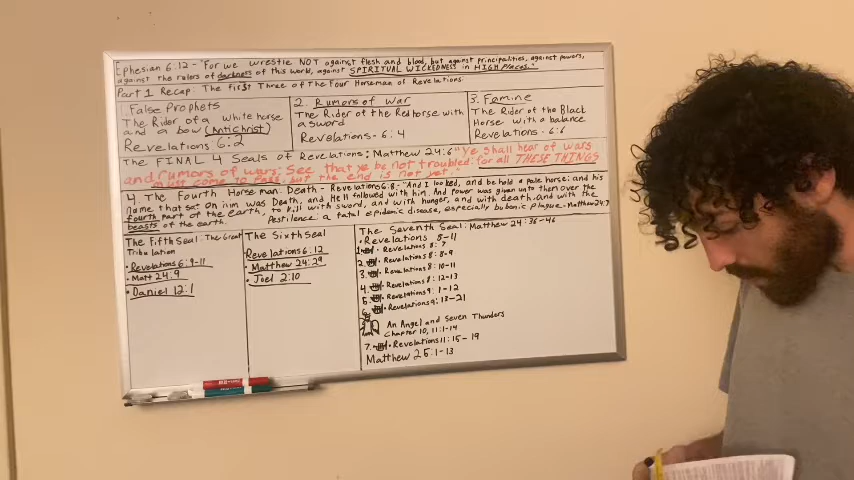 Ephesian 6:12 - "For we wrestle NOT against flesh and blood, but against principalities, against powers,
against the rulers of darkness of this world, against SPIRITUAL WICKEDNESS in HIGH Places."
Part 1 Recap: The first Three of the Four Horseman of Revelations
1. False Prophets
The Rider of a white horse
and a bow (Antichrist)
Revelations 6:2
2. Rumors of War
The Rider of the Red horse with
a sword
Revelations - 6:4
3. Famine
The Rider of the Black
Horse with a balance
Revelations - 6:6
The FINAL 4 Seals of Revelations: Matthew 24:6 "Ye shall hear of wars
and rumors of wars: See that ye be not troubled: for all THESE THINGS
must come to pass, but the end is not yet."
4. The Fourth Horseman: Death - Revelations 6:8 - "And I looked, and behold a pale horse: and his
name that sat on him was Death, and Hell followed with him. And Power was given unto them over the
fourth part of the earth, to kill with sword, and with hunger, and with death, and with the
beasts of the earth. Pestilence: a fatal epidemic disease, especially bubonic plague - Matthew 24:7
The Fifth Seal: The Great
Tribulation
• Revelations 6:9-11
• Matt 24:9
• Daniel 12:1
The Sixth Seal
Revelations 6:12
• Matthew 24:29
• Joel 2:10
The Seventh Seal: Matthew 24:36-46
• Revelations 8-11
1. • Revelations 8:7
2. • Revelations 8:8-9
3. Revelations 8:10-11
4. • Revelations 8:12-13
5. • Revelations 9:1-12
6. • Revelations 9:13-21
An Angel and Seven Thunders
Chapter 10, 11:1-14
7. • Revelations 11:15-19
Matthew 25:1-13